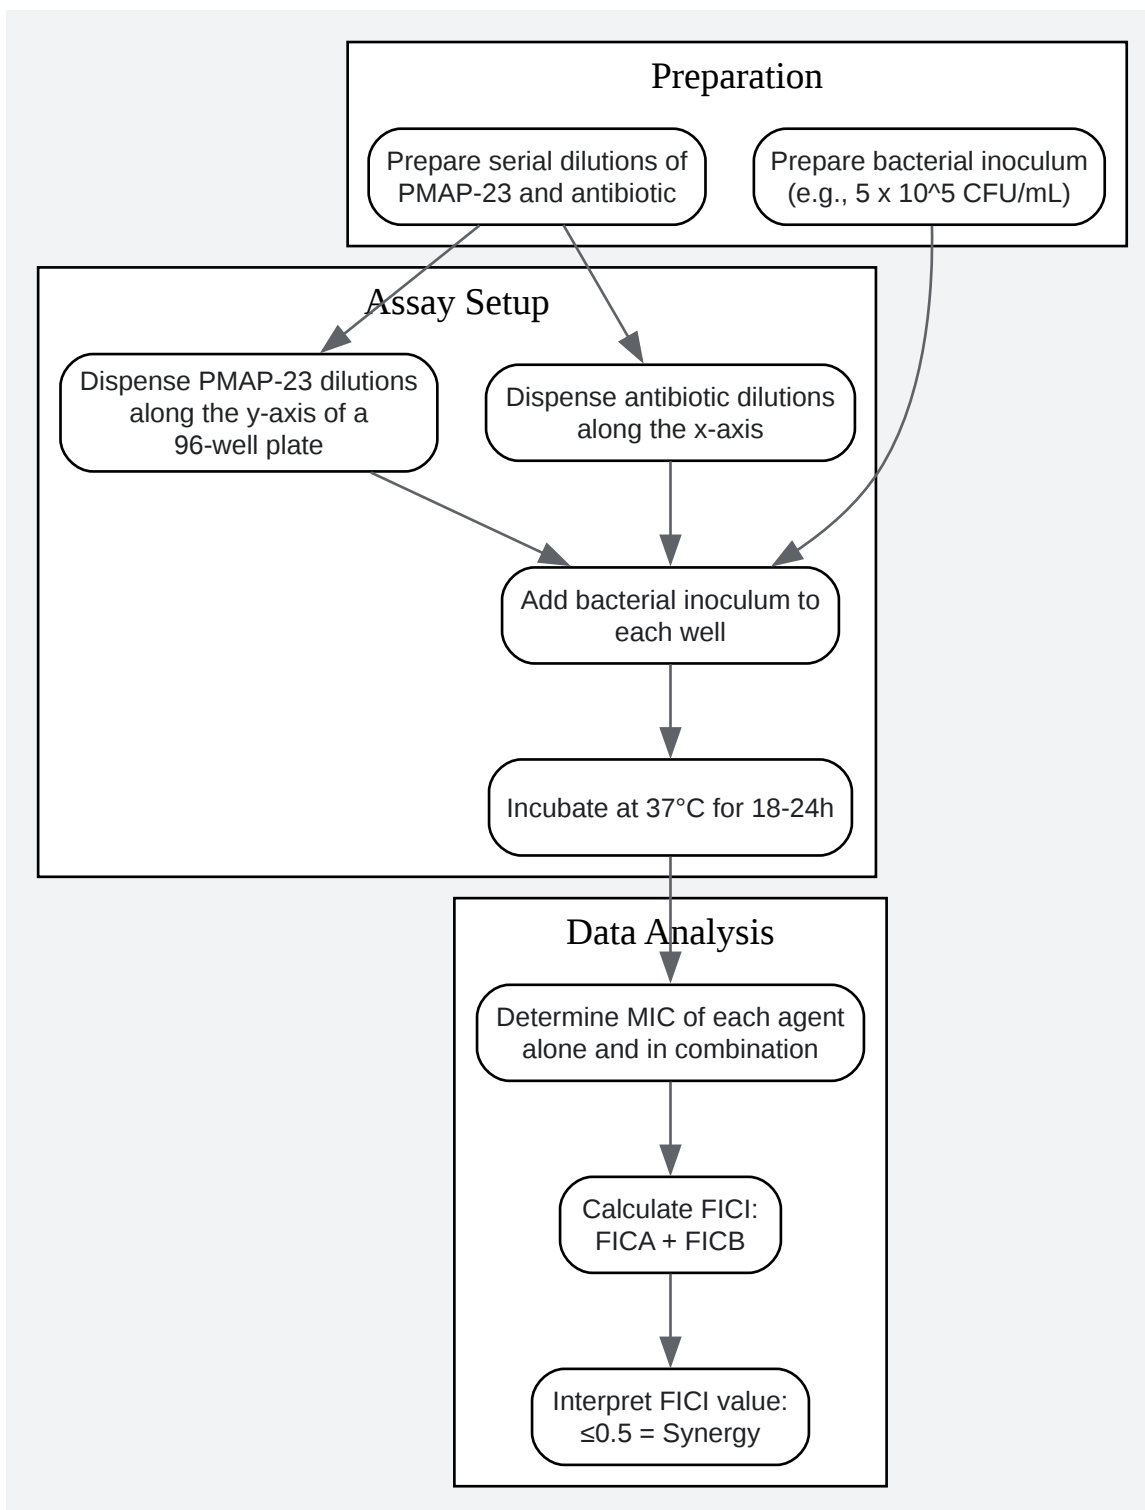 Preparation
Prepare serial dilutions of
PMAP-23 and antibiotic
Prepare bacterial inoculum
(e.g., 5 x 10^5 CFU/mL)
Assay Setup
Dispense PMAP-23 dilutions
along the y-axis of a
96-well plate
Dispense antibiotic dilutions
along the x-axis
Add bacterial inoculum to
each well
Incubate at 37°C for 18-24h
Data Analysis
Determine MIC of each agent
alone and in combination
Calculate FICI:
FICA + FICB
Interpret FICI value:
≤0.5 = Synergy